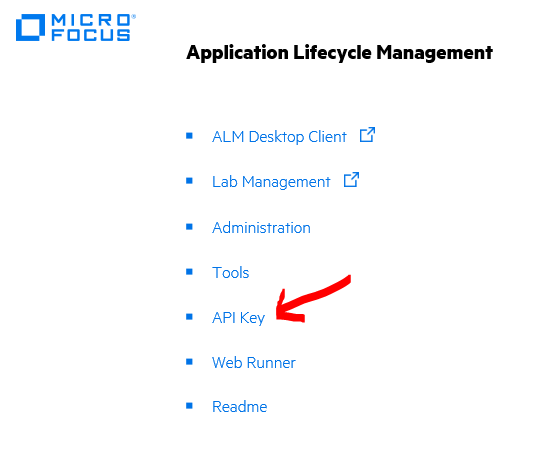 MICRO
FOCUS
Application Lifecycle Management
ALM Desktop Client
Lab Management
Administration
Tools
API Key
Web Runner
Readme